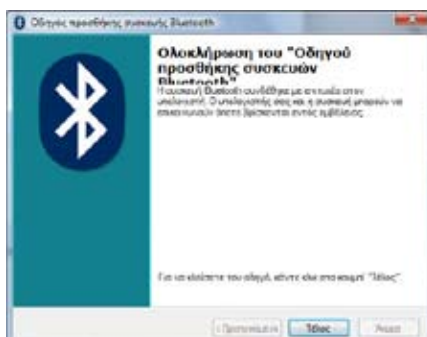 Οδηγός προσθήκης συσκευής Bluetooth
Ολοκλήρωση του "Οδηγού
προσθήκης συσκευών
Bluetooth"
Η συσκευή Bluetooth συνδέθηκε με επιτυχία στον
υπολογιστή. Ο υπολογιστής σας και η συσκευή μπορούν να
επικοινωνούν όποτε βρίσκονται εντός εμβέλειας.
Για να κλείσετε τον οδηγό, κάντε κλικ στο κουμπί "Τέλος".
< Προηγούμενο Τέλος Άκυρο